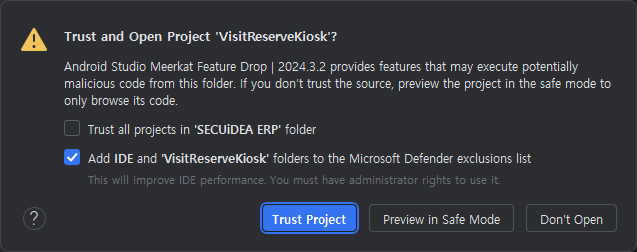 Trust and Open Project 'VisitReserveKiosk'?
Android Studio Meerkat Feature Drop | 2024.3.2 provides features that may execute potentially
malicious code from this folder. If you don't trust the source, preview the project in the safe mode to
only browse its code.
Trust all projects in 'SECUiDEA ERP' folder
Add IDE and 'VisitReserveKiosk' folders to the Microsoft Defender exclusions list
This will improve IDE performance. You must have administrator rights to use it.
? Trust Project Preview in Safe Mode Don't Open